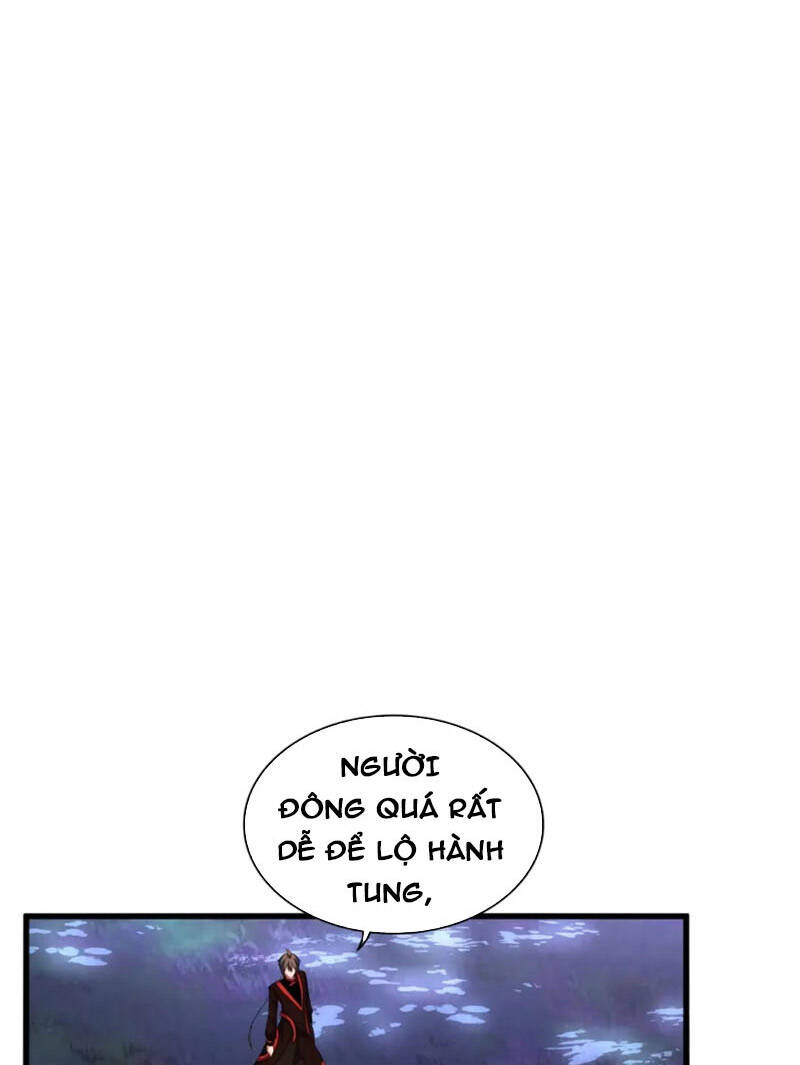 NGƯỜI
ĐÔNG QUÁ RẤT
DỄ ĐỂ LỘ HÀNH
TUNG,